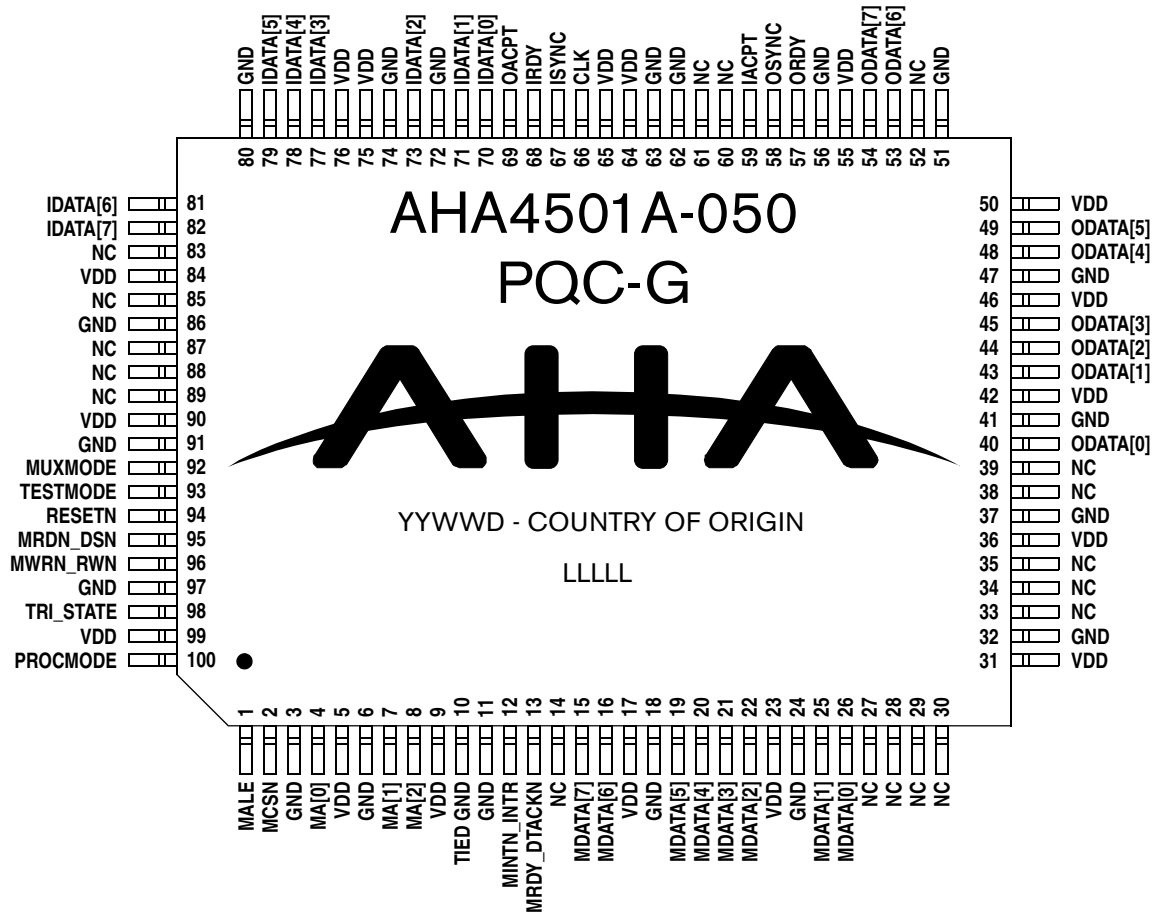 GND IDATA[5] IDATA[4] IDATA[3] VDD VDD GND IDATA[2] GND IDATA[1] IDATA[0] OACPT IRDY ISYNC CLK VDD VDD GND GND NC NC IACPT OSYNC ORDY GND VDD ODATA[7] ODATA[6] NC GND
80 79 78 77 76 75 74 73 72 71 70 69 68 67 66 65 64 63 62 61 60 59 58 57 56 55 54 53 52 51
IDATA[6] 81
IDATA[7] 82
NC 83
VDD 84
NC 85
GND 86
NC 87
NC 88
NC 89
VDD 90
GND 91
MUXMODE 92
TESTMODE 93
RESETN 94
MRDN_DSN 95
MWRN_RWN 96
GND 97
TRI_STATE 98
VDD 99
PROCMODE 100
AHA4501A-050
PQC-G
AHA
YYWWD - COUNTRY OF ORIGIN
LLLLL
50 VDD
49 ODATA[5]
48 ODATA[4]
47 GND
46 VDD
45 ODATA[3]
44 ODATA[2]
43 ODATA[1]
42 VDD
41 GND
40 ODATA[0]
39 NC
38 NC
37 GND
36 VDD
35 NC
34 NC
33 NC
32 GND
31 VDD
1 2 3 4 5 6 7 8 9 10 11 12 13 14 15 16 17 18 19 20 21 22 23 24 25 26 27 28 29 30
MALE MCSN GND MA[0] VDD GND MA[1] MA[2] VDD TIED GND GND MINTN_INTR MRDY_DTACKN NC MDATA[7] MDATA[6] VDD GND MDATA[5] MDATA[4] MDATA[3] MDATA[2] VDD GND MDATA[1] MDATA[0] NC NC NC NC